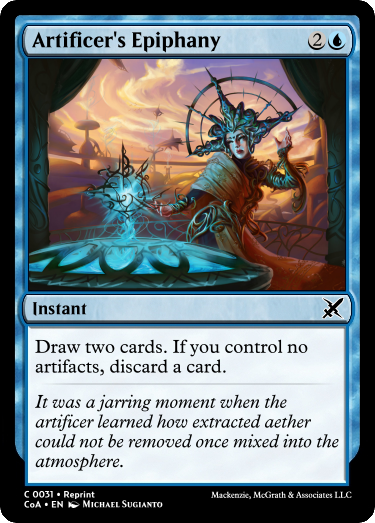 Artificer's Epiphany 2
Instant
Draw two cards. If you control no
artifacts, discard a card.
It was a jarring moment when the
artificer learned how extracted aether
could not be removed once mixed into the
atmosphere.
C 0031 • Reprint
CoA • EN Michael Sugianto
Mackenzie, McGrath & Associates LLC